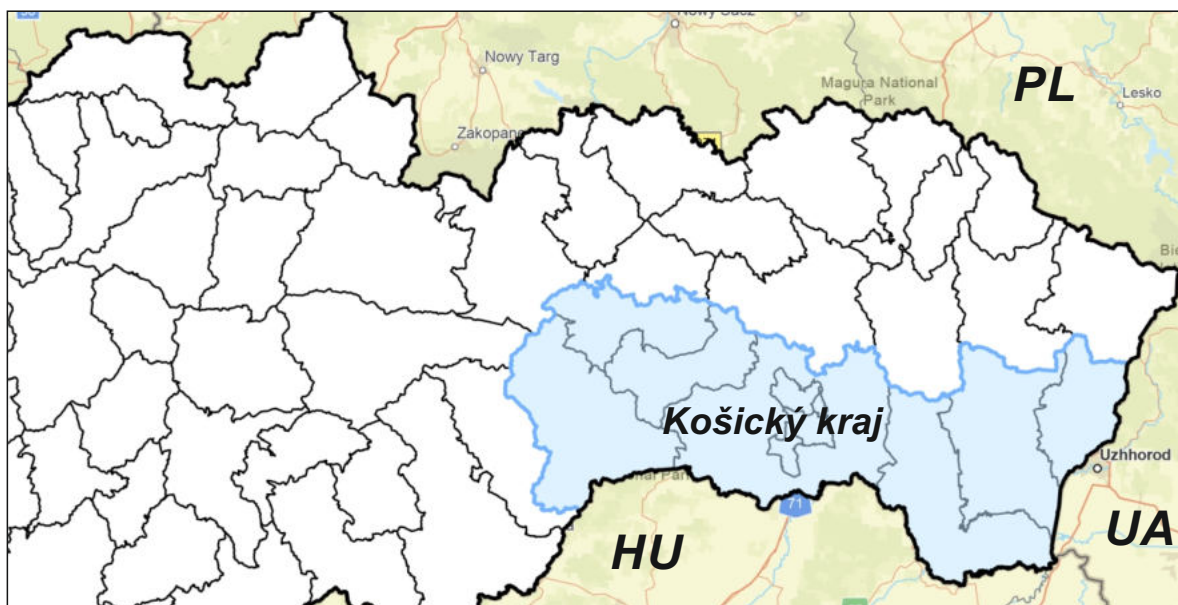 Nowy Sącz
Nowy Targ
PL
Magura National
Park
Lesko
Zakopane
Košický kraj
Uzhhorod
71
HU
UA